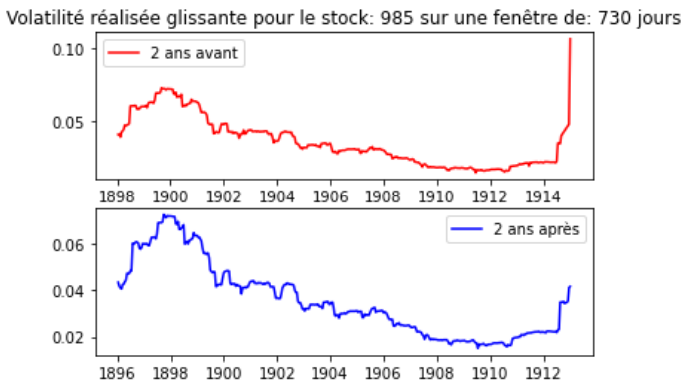 Volatilité réalisée glissante pour le stock: 985 sur une fenêtre de: 730 jours
0.10
0.05
2 ans avant
1898 1900 1902 1904 1906 1908 1910 1912 1914
0.06
0.04
0.02
2 ans après
1896 1898 1900 1902 1904 1906 1908 1910 1912